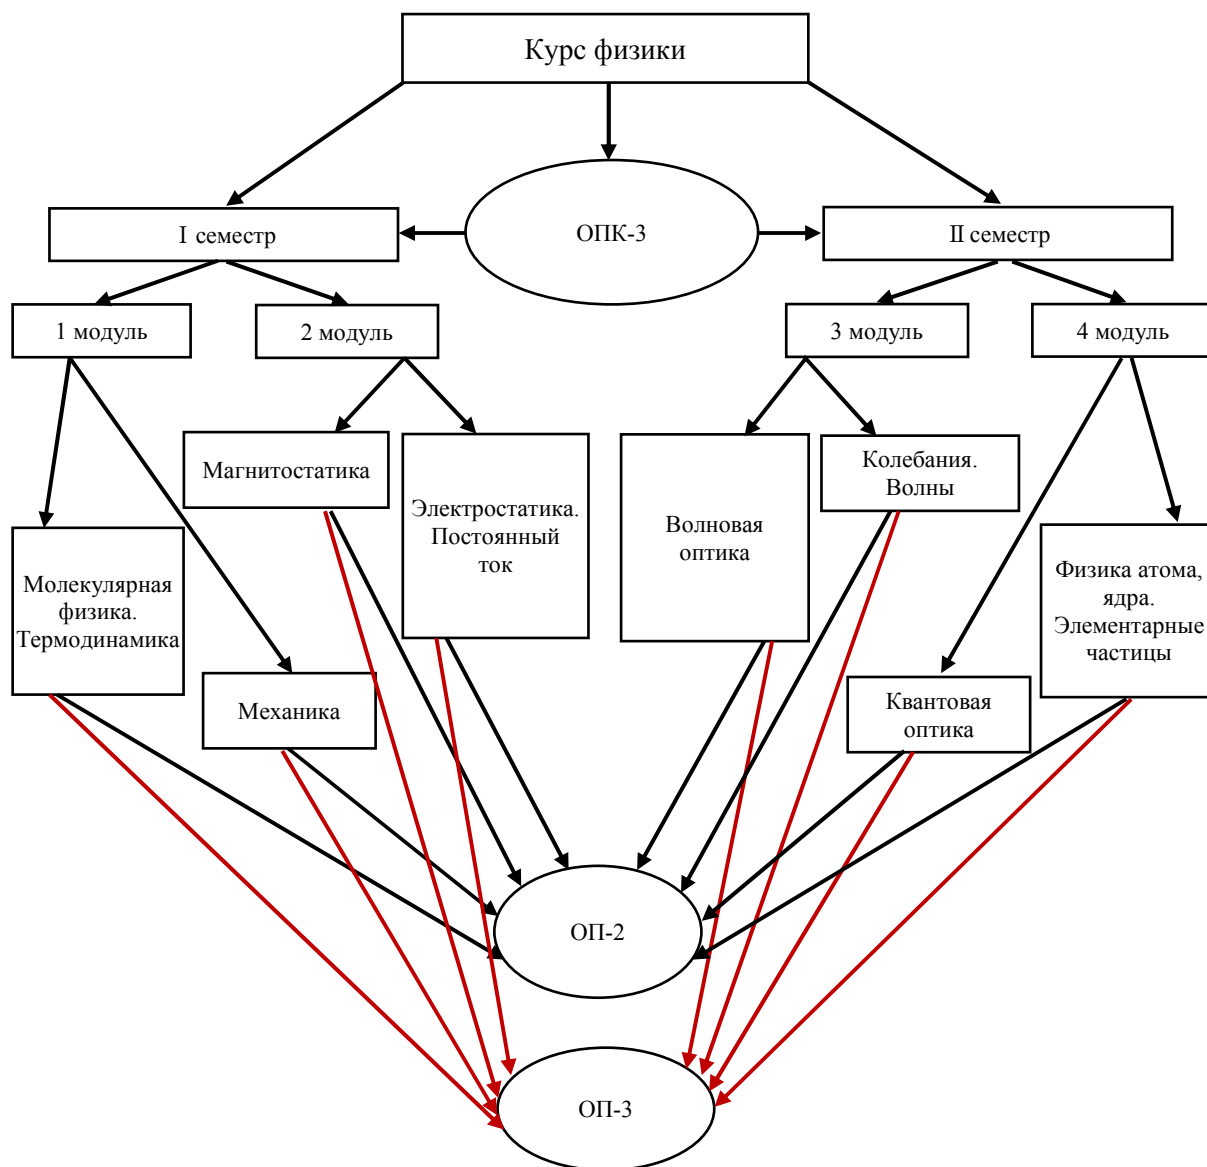 Курс физики
ОПК-3
I семестр
II семестр
1 модуль
2 модуль
3 модуль
4 модуль
Магнитостатика
Электростатика.
Постоянный
ток
Волновая
оптика
Колебания.
Волны
Молекулярная
физика.
Термодинамика
Физика атома,
ядра.
Элементарные
частицы
Механика
Квантовая
оптика
ОП-2
ОП-3